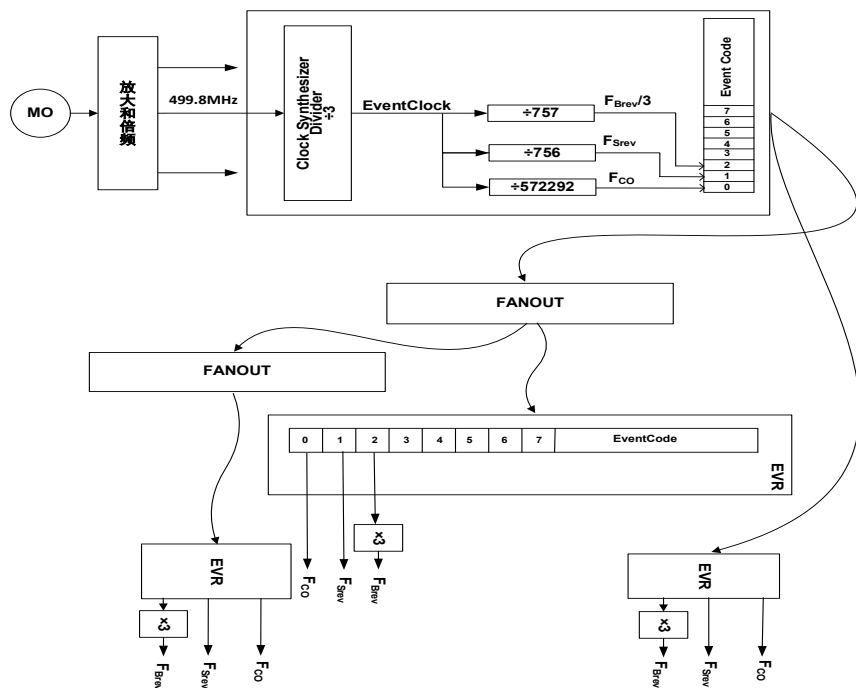 MO
放大和倍频
499.8MHz
Clock Synthesizer
Divider
÷3
EventClock
÷757
÷756
÷572292
FBrev/3
FSrev
FCO
Event Code
7
6
5
4
3
2
1
0
FANOUT
FANOUT
0 1 2 3 4 5 6 7 EventCode
EVR
×3
FCO
FSrev
FBrev
EVR
×3
FBrev
FSrev
FCO
EVR
×3
FBrev
FSrev
FCO